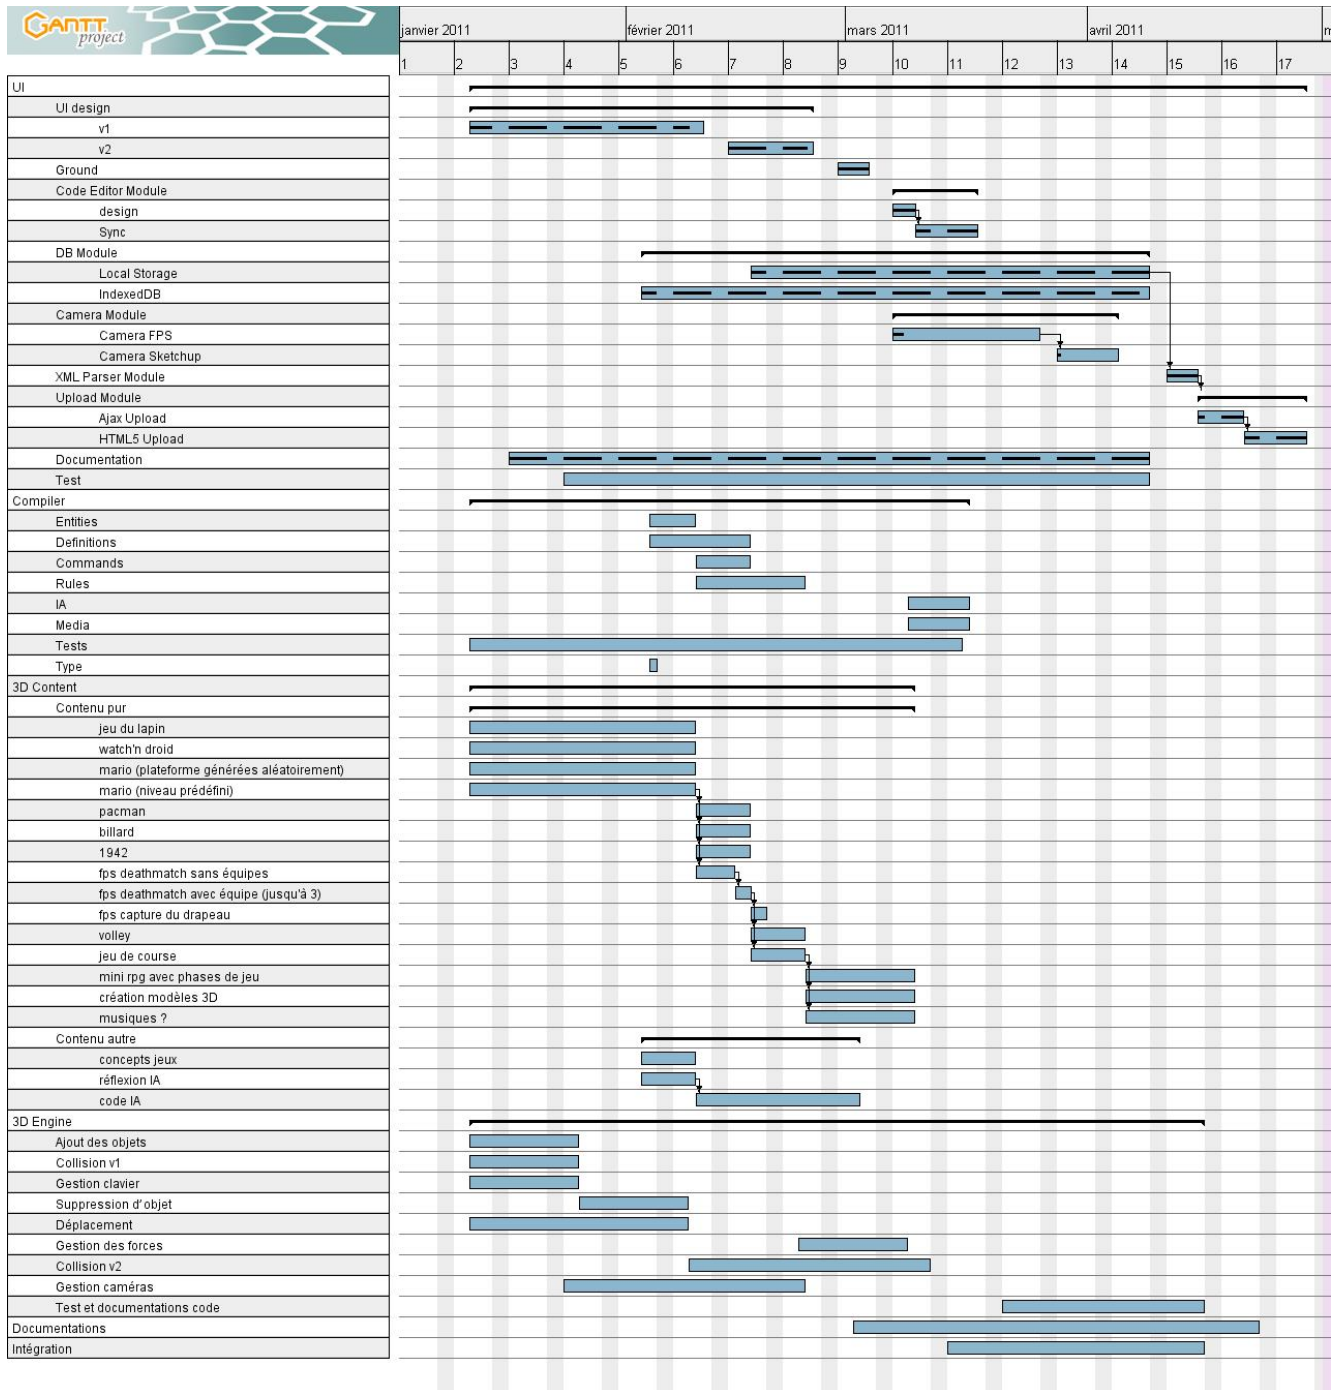 GANTT
project
janvier 2011 février 2011 mars 2011 avril 2011 m
1 2 3 4 5 6 7 8 9 10 11 12 13 14 15 16 17
UI
UI design
v1
v2
Ground
Code Editor Module
design
Sync
DB Module
Local Storage
IndexedDB
Camera Module
Camera FPS
Camera Sketchup
XML Parser Module
Upload Module
Ajax Upload
HTML5 Upload
Documentation
Test
Compiler
Entities
Definitions
Commands
Rules
IA
Media
Tests
Type
3D Content
Contenu pur
jeu du lapin
watch'n droid
mario (plateforme générées aléatoirement)
mario (niveau prédéfini)
pacman
billard
1942
fps deathmatch sans équipes
fps deathmatch avec équipe (jusqu'à 3)
fps capture du drapeau
volley
jeu de course
mini rpg avec phases de jeu
création modèles 3D
musiques ?
Contenu autre
concepts jeux
réflexion IA
code IA
3D Engine
Ajout des objets
Collision v1
Gestion clavier
Suppression d'objet
Déplacement
Gestion des forces
Collision v2
Gestion caméras
Test et documentations code
Documentations
Intégration